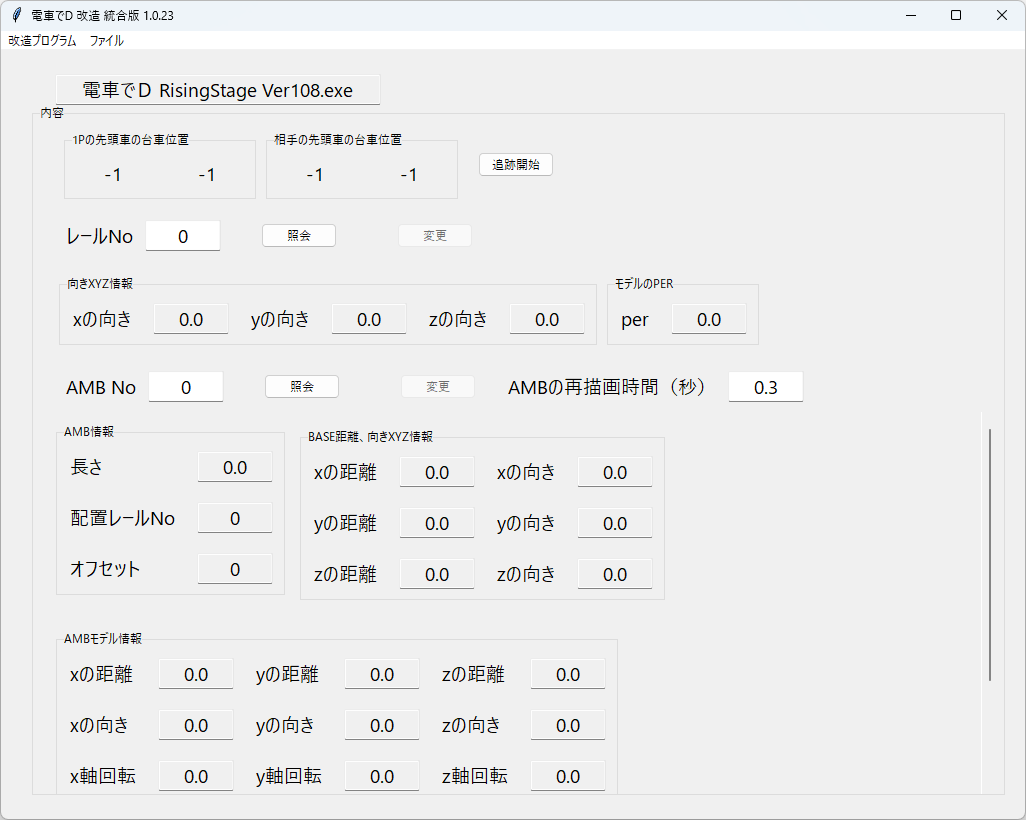 電車でD 改造 統合版 1.0.23
改造プログラム ファイル
電車でD RisingStage Ver108.exe
内容
1Pの先頭車の台車位置 相手の先頭車の台車位置
-1 -1 -1 -1 追跡開始
レールNo 0 照会 変更
向きXYZ情報 モデルのPER
xの向き 0.0 yの向き 0.0 zの向き 0.0 per 0.0
AMB No 0 照会 変更 AMBの再描画時間（秒） 0.3
AMB情報 BASE距離、向きXYZ情報
長さ 0.0 xの距離 0.0 xの向き 0.0
配置レールNo 0 yの距離 0.0 yの向き 0.0
オフセット 0 zの距離 0.0 zの向き 0.0
AMBモデル情報
xの距離 0.0 yの距離 0.0 zの距離 0.0
xの向き 0.0 yの向き 0.0 zの向き 0.0
x軸回転 0.0 y軸回転 0.0 z軸回転 0.0